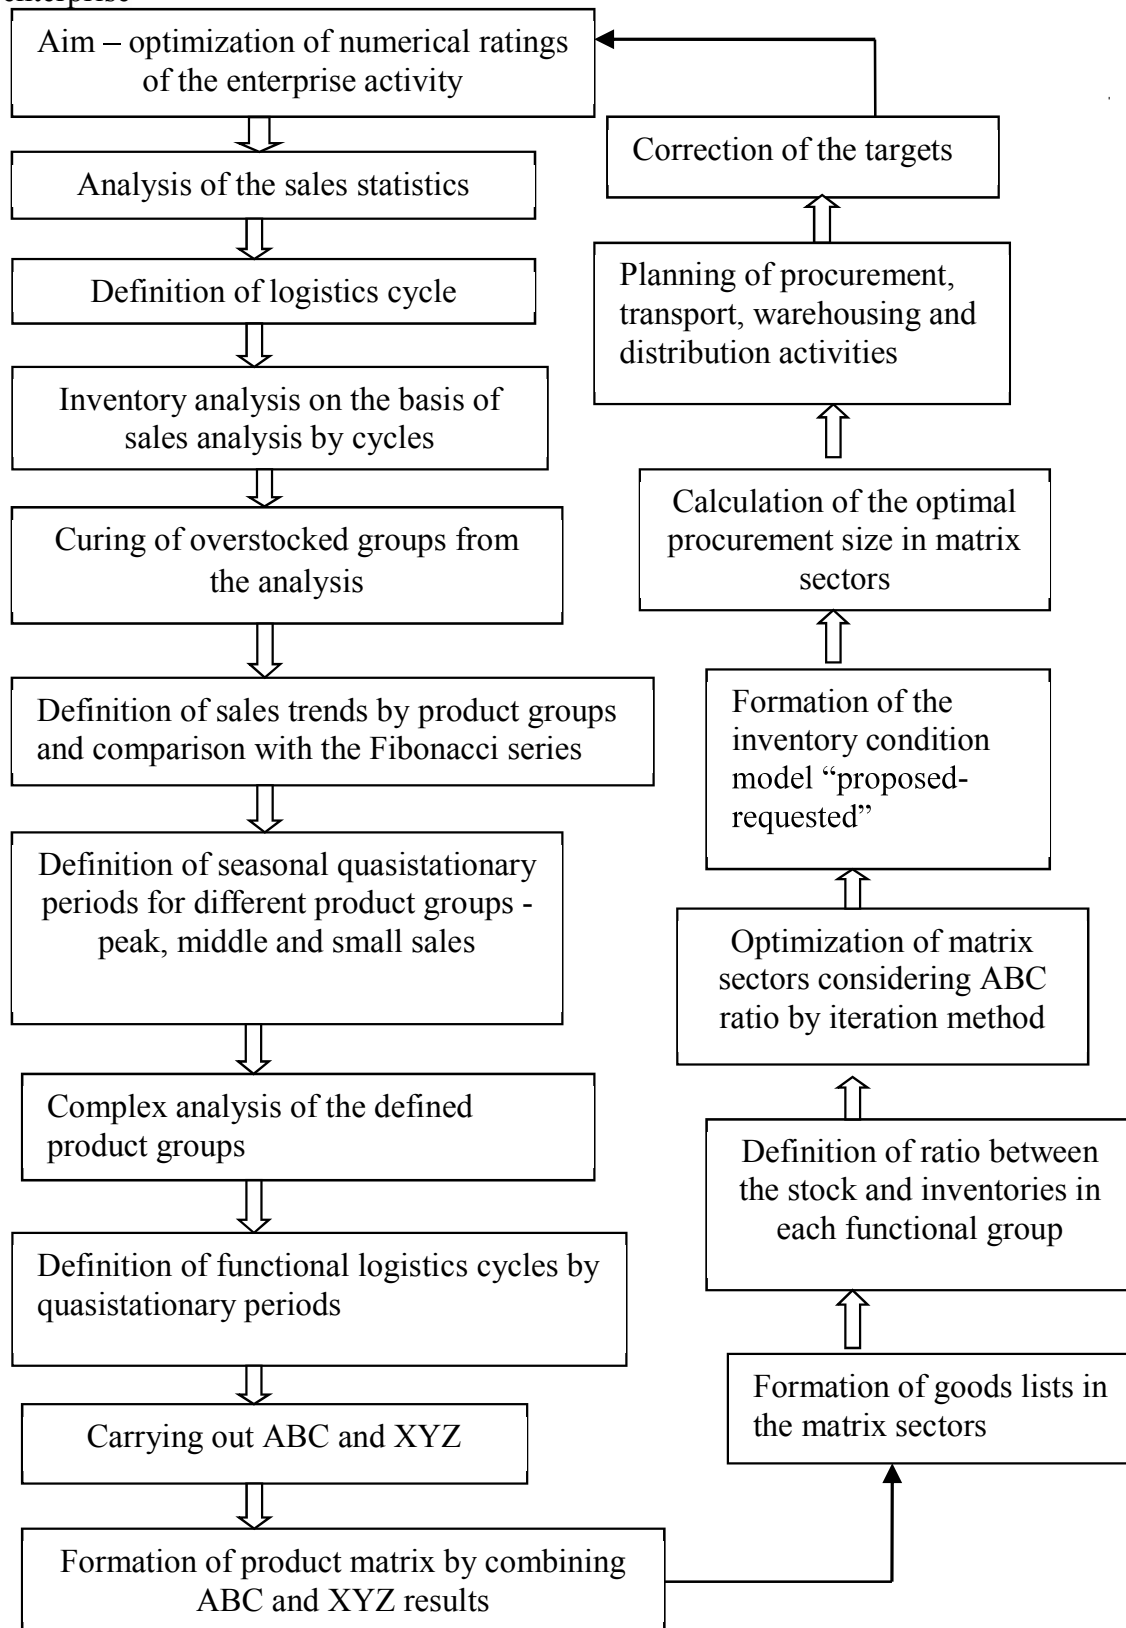 enterprise
Aim – optimization of numerical ratings
of the enterprise activity
Analysis of the sales statistics
Definition of logistics cycle
Inventory analysis on the basis of
sales analysis by cycles
Curing of overstocked groups from
the analysis
Definition of sales trends by product groups
and comparison with the Fibonacci series
Definition of seasonal quasistationary
periods for different product groups -
peak, middle and small sales
Complex analysis of the defined
product groups
Definition of functional logistics cycles by
quasistationary periods
Carrying out ABC and XYZ
Formation of product matrix by combining
ABC and XYZ results
Formation of goods lists in
the matrix sectors
Definition of ratio between
the stock and inventories in
each functional group
Optimization of matrix
sectors considering ABC
ratio by iteration method
Formation of the
inventory condition
model “proposed-
requested”
Calculation of the optimal
procurement size in matrix
sectors
Planning of procurement,
transport, warehousing and
distribution activities
Correction of the targets